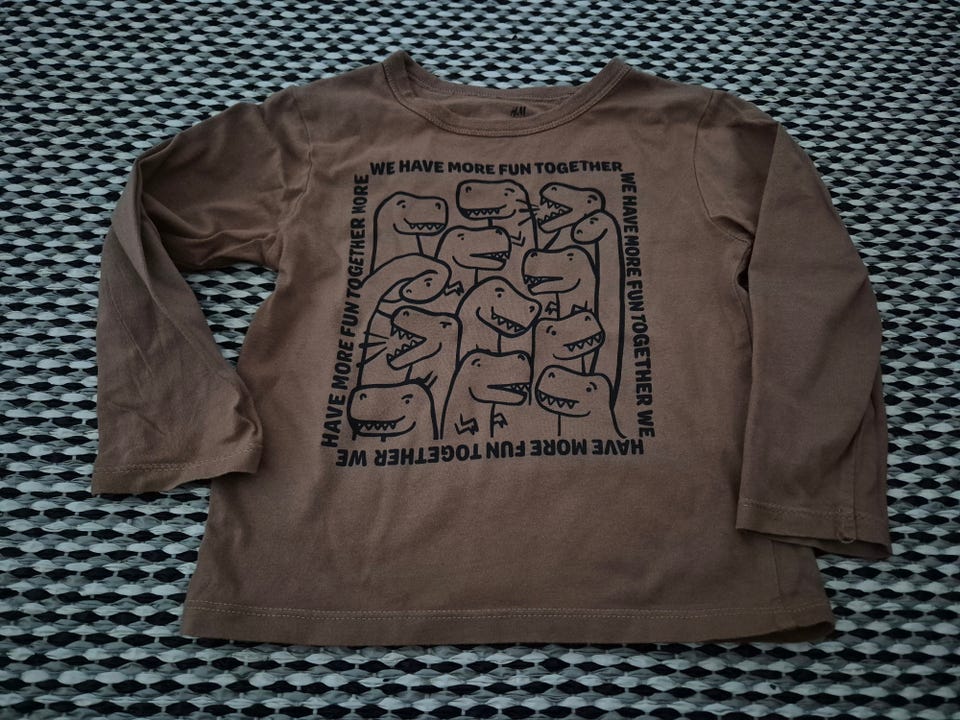 H&M
WE HAVE MORE FUN TOGETHER
WE HAVE MORE FUN TOGETHER WE
HAVE MORE FUN TOGETHER WE
HAVE MORE FUN TOGETHER MORE